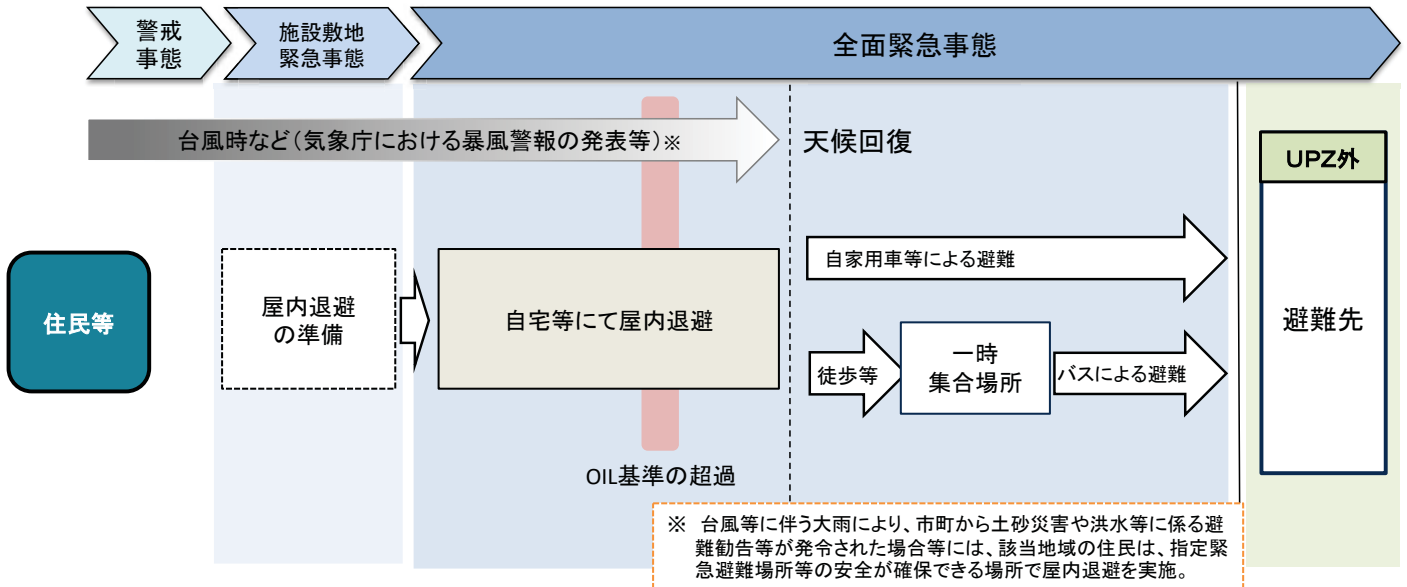 警戒
事態
施設敷地
緊急事態
全面緊急事態
台風時など(気象庁における暴風警報の発表等)※
天候回復
UPZ外
住民等
屋内退避
の準備
自宅等にて屋内退避
自家用車等による避難
徒歩等
一時
集合場所
バスによる避難
避難先
OIL基準の超過
※ 台風等に伴う大雨により、市町から土砂災害や洪水等に係る避
難勧告等が発令された場合等には、該当地域の住民は、指定緊
急避難場所等の安全が確保できる場所で屋内退避を実施。